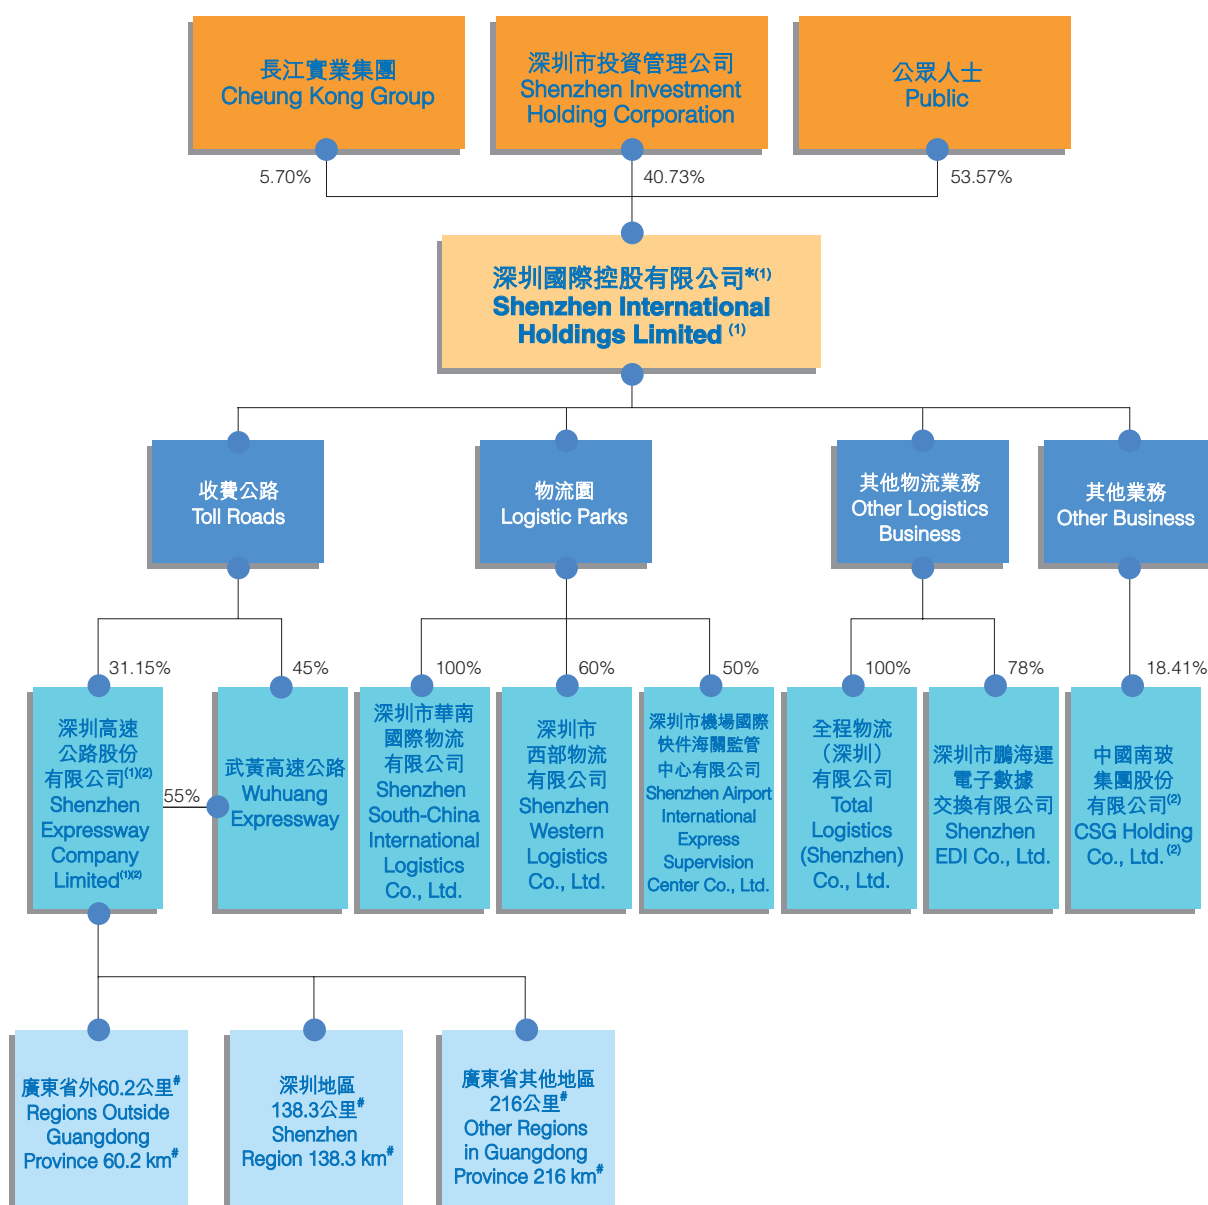 長江實業集團
Cheung Kong Group
深圳市投資管理公司
Shenzhen Investment
Holding Corporation
公眾人士
Public
5.70%
40.73%
53.57%
深圳國際控股有限公司*(1)
Shenzhen International
Holdings Limited (1)
收費公路
Toll Roads
物流園
Logistic Parks
其他物流業務
Other Logistics
Business
其他業務
Other Business
31.15%
45%
100%
60%
50%
100%
78%
18.41%
深圳高速
公路股份
有限公司(1)(2)
Shenzhen
Expressway
Company
Limited(1)(2)
55%
武黃高速公路
Wuhuang
Expressway
深圳市華南
國際物流
有限公司
Shenzhen
South-China
International
Logistics
Co., Ltd.
深圳市
西部物流
有限公司
Shenzhen
Western
Logistics
Co., Ltd.
深圳市機場國際
快件海關監管
中心有限公司
Shenzhen Airport
International
Express
Supervision
Center Co., Ltd.
全程物流
（深圳）
有限公司
Total
Logistics
(Shenzhen)
Co., Ltd.
深圳市鵬海運
電子數據
交換有限公司
Shenzhen
EDI Co., Ltd.
中國南玻
集團股份
有限公司(2)
CSG Holding
Co., Ltd.(2)
廣東省外60.2公里#
Regions Outside
Guangdong
Province 60.2 km#
深圳地區
138.3公里#
Shenzhen
Region 138.3 km#
廣東省其他地區
216公里#
Other Regions
in Guangdong
Province 216 km#